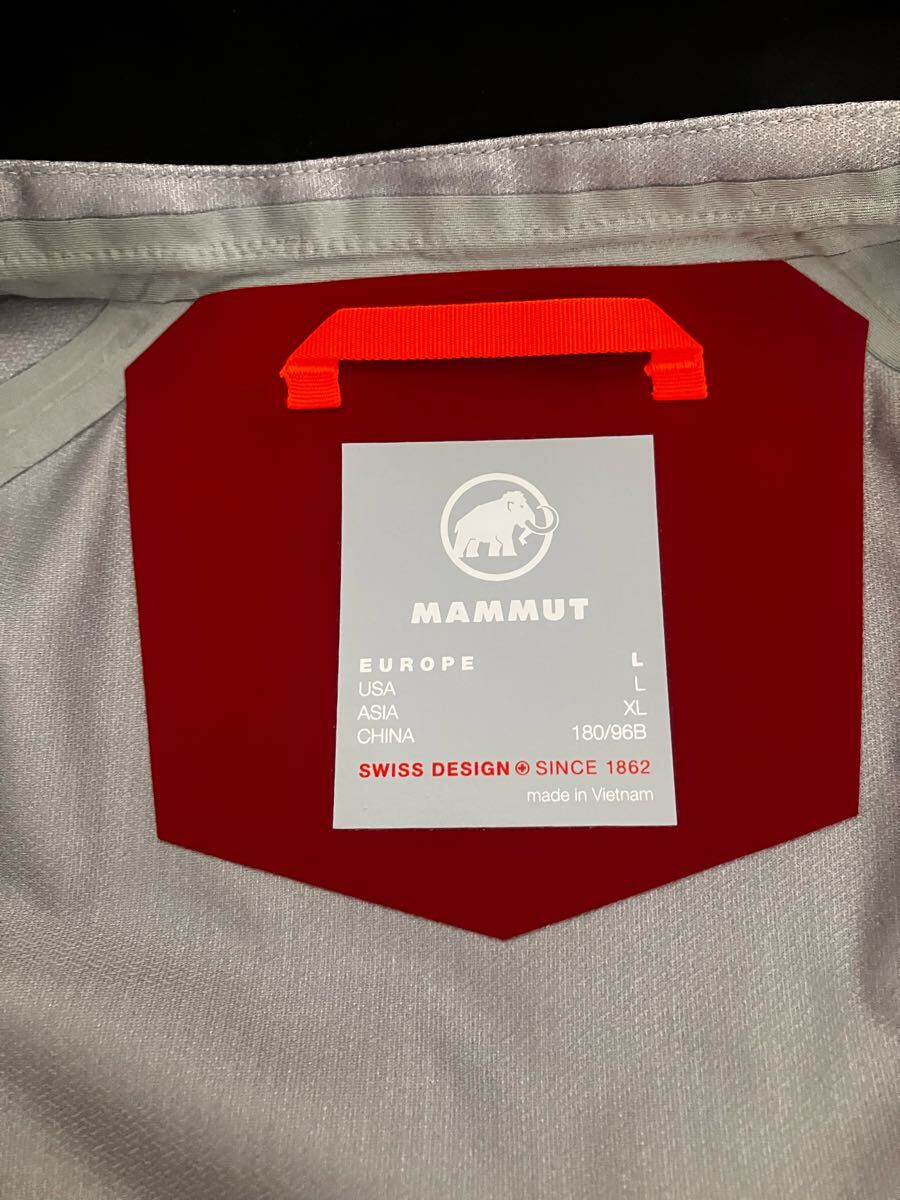 MAMMUT
EUROPE L
USA L
ASIA XL
CHINA 180/96B
SWISS DESIGN SINCE 1862
made in Vietnam